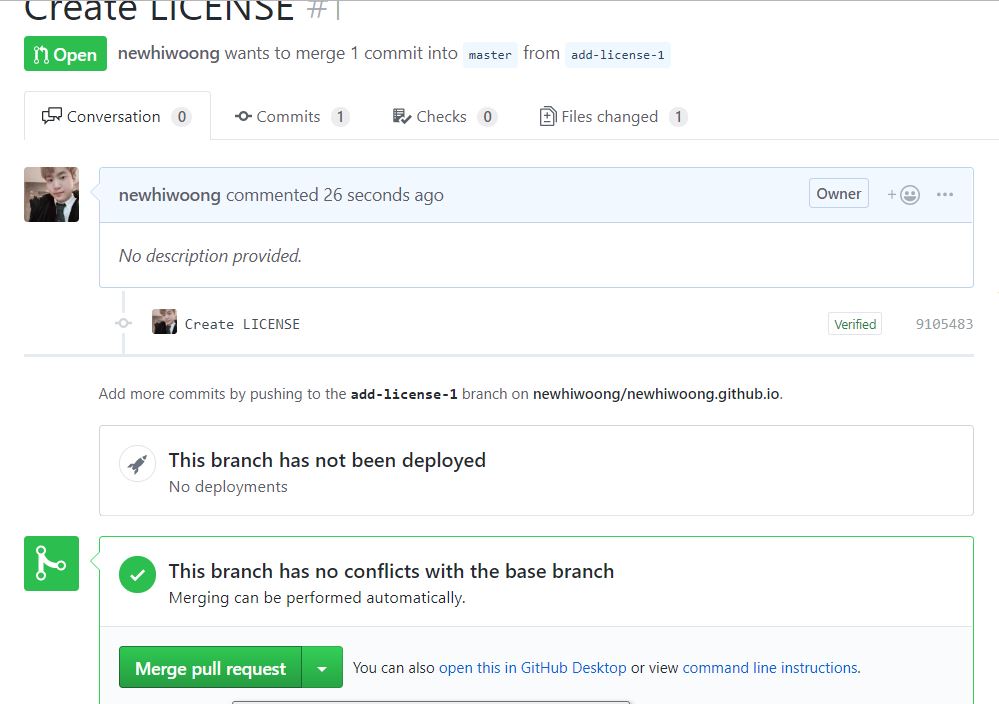 Create LICENSE #1
Open newhiwoong wants to merge 1 commit into master from add-license-1
Conversation 0 Commits 1 Checks 0 Files changed 1
newhiwoong commented 26 seconds ago Owner
No description provided.
Create LICENSE Verified 9105483
Add more commits by pushing to the add-license-1 branch on newhiwoong/newhiwoong.github.io.
This branch has not been deployed
No deployments
This branch has no conflicts with the base branch
Merging can be performed automatically.
Merge pull request You can also open this in GitHub Desktop or view command line instructions.